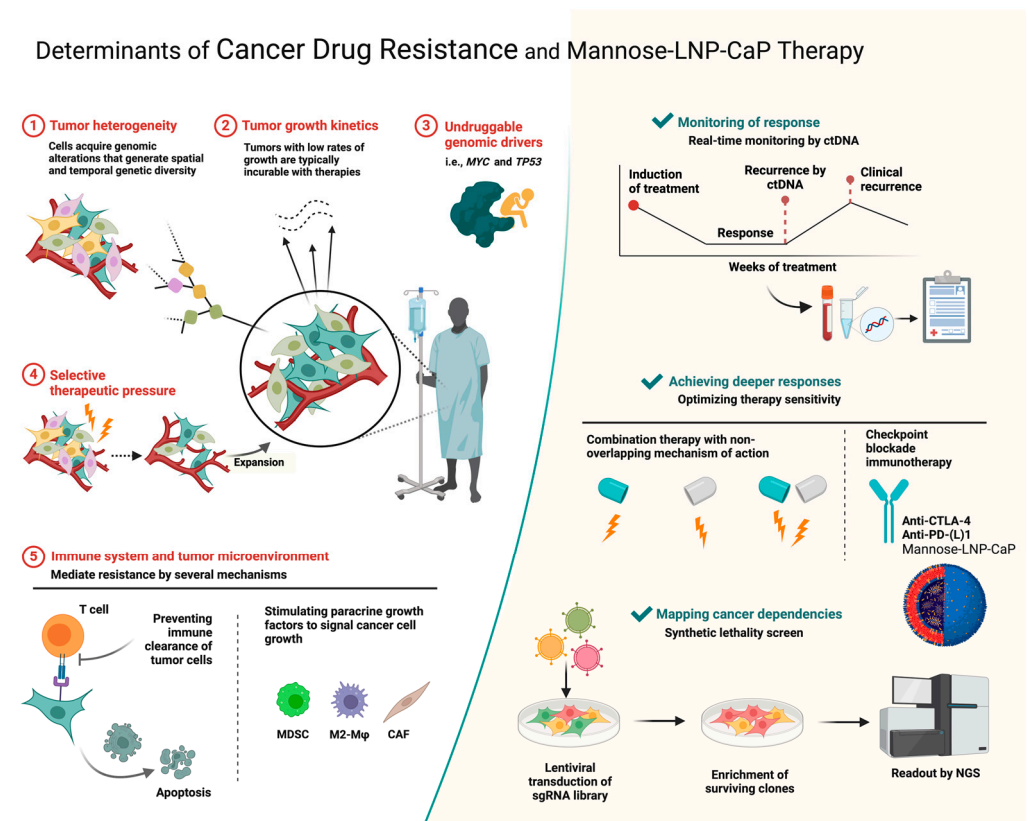 Determinants of Cancer Drug Resistance and Mannose-LNP-CaP Therapy
1 Tumor heterogeneity
Cells acquire genomic
alterations that generate spatial
and temporal genetic diversity
2 Tumor growth kinetics
Tumors with low rates of
growth are typically
incurable with therapies
3 Undruggable
genomic drivers
i.e., MYC and TP53
4 Selective
therapeutic pressure
Expansion
5 Immune system and tumor microenvironment
Mediate resistance by several mechanisms
T cell
Preventing
immune
clearance of
tumor cells
Apoptosis
Stimulating paracrine growth
factors to signal cancer cell
growth
MDSC
M2-Mφ
CAF
Monitoring of response
Real-time monitoring by ctDNA
Induction
of treatment
Response
Recurrence by
ctDNA
Clinical
recurrence
Weeks of treatment
Achieving deeper responses
Optimizing therapy sensitivity
Combination therapy with non-
overlapping mechanism of action
Checkpoint
blockade
immunotherapy
Anti-CTLA-4
Anti-PD-(L)1
Mannose-LNP-CaP
Mapping cancer dependencies
Synthetic lethality screen
Lentiviral
transduction of
sgRNA library
Enrichment of
surviving clones
Readout by NGS